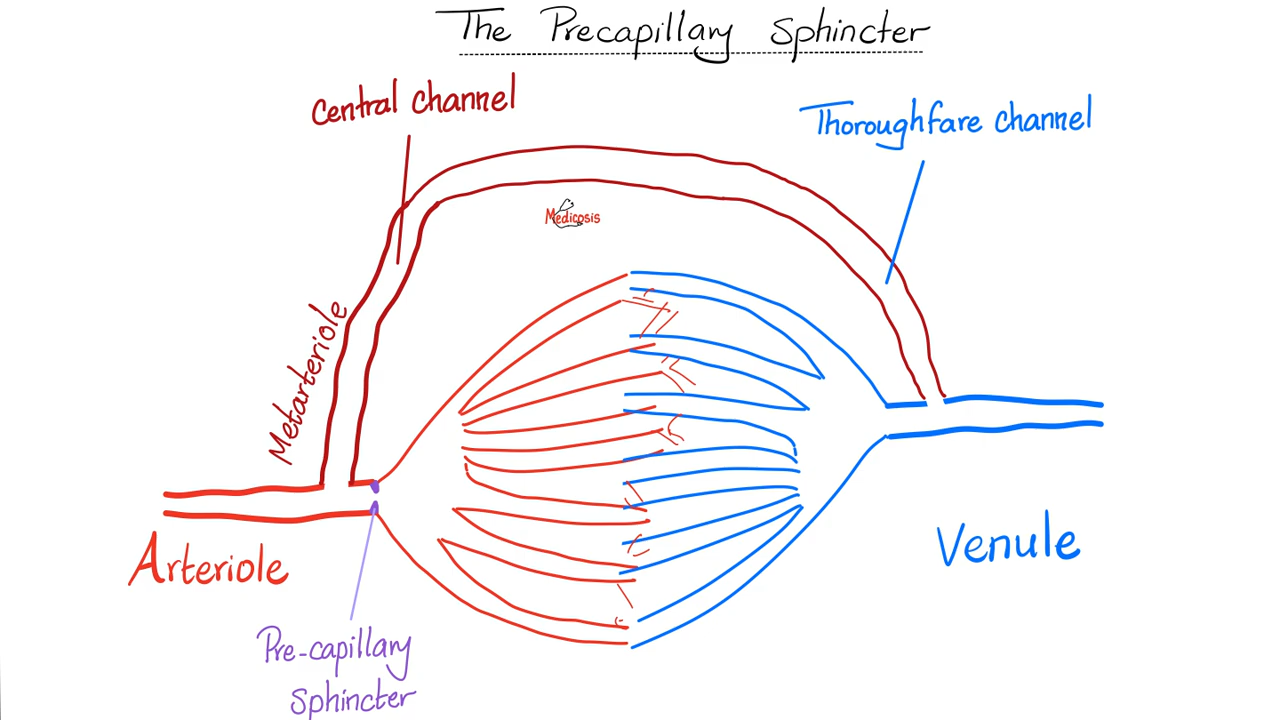 The Precapillary Sphincter
Central channel
Thoroughfare channel
Medicosis
Metarteriole
Arteriole
Venule
Pre-capillary
sphincter